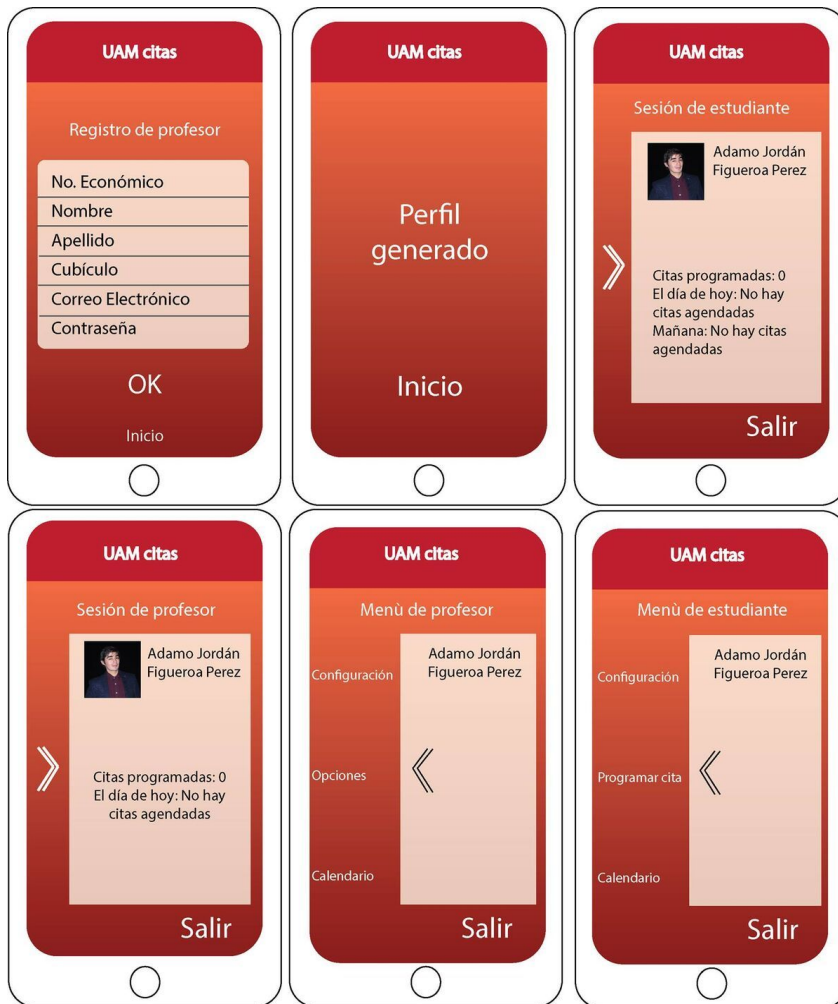 UAM citas
Registro de profesor
No. Económico
Nombre
Apellido
Cubículo
Correo Electrónico
Contraseña
OK
Inicio
UAM citas
Perfil
generado
Inicio
UAM citas
Sesión de estudiante
Adamo Jordán
Figueroa Perez
Citas programadas: 0
El día de hoy: No hay
citas agendadas
Mañana: No hay citas
agendadas
Salir
UAM citas
Sesión de profesor
Adamo Jordán
Figueroa Perez
Citas programadas: 0
El día de hoy: No hay
citas agendadas
Salir
UAM citas
Menù de profesor
Adamo Jordán
Figueroa Perez
Configuración
Opciones
Calendario
Salir
UAM citas
Menù de estudiante
Adamo Jordán
Figueroa Perez
Configuración
Programar cita
Calendario
Salir